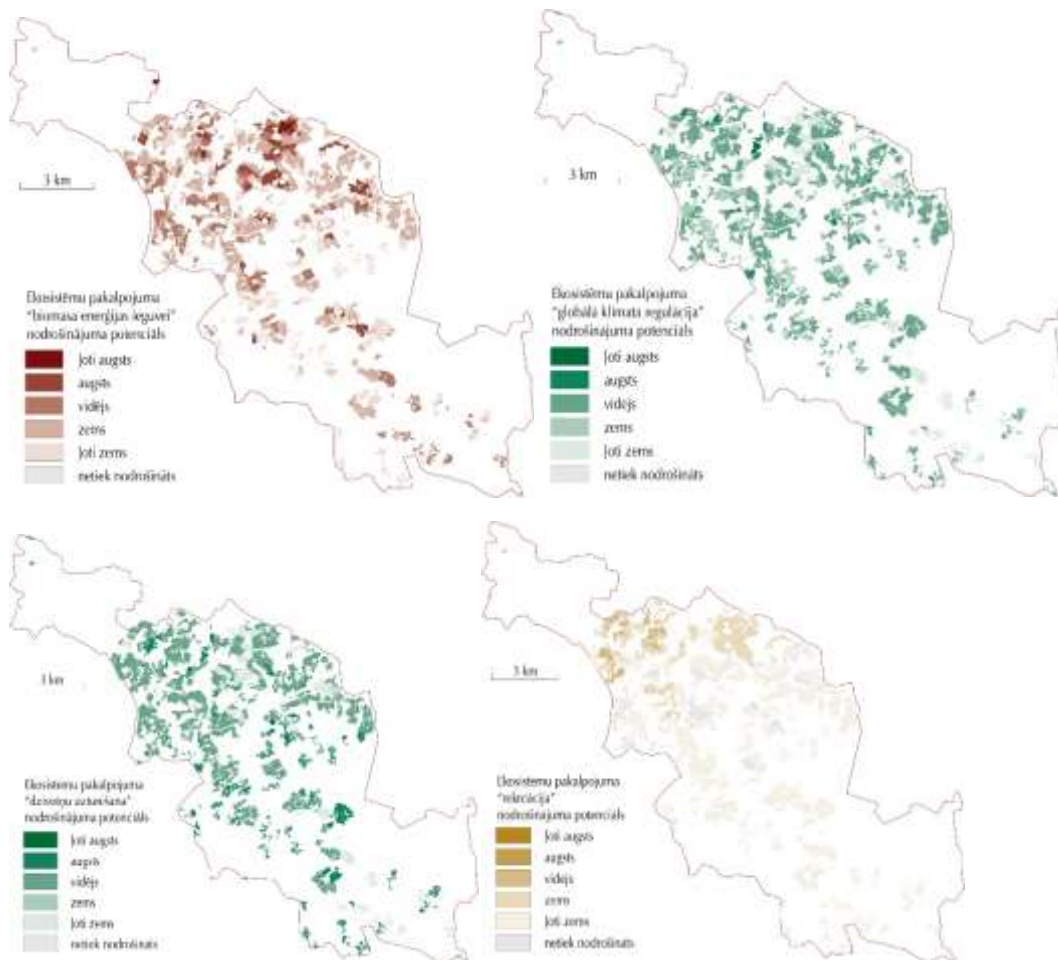 3 km
Ekosistēmu pakalpojuma
"biomasa enerģijas ieguvei"
nodrošinājuma potenciāls
ļoti augsts
augsts
vidējs
zems
ļoti zems
netiek nodrošināts
3 km
Ekosistēmu pakalpojuma
"globālā klimata regulācija"
nodrošinājuma potenciāls
ļoti augsts
augsts
vidējs
zems
ļoti zems
netiek nodrošināts
3 km
Ekosistēmu pakalpojuma
"dzīvotņu uzturēšana"
nodrošinājuma potenciāls
ļoti augsts
augsts
vidējs
zems
ļoti zems
netiek nodrošināts
3 km
Ekosistēmu pakalpojuma
"rekreācija"
nodrošinājuma potenciāls
ļoti augsts
augsts
vidējs
zems
ļoti zems
netiek nodrošināts